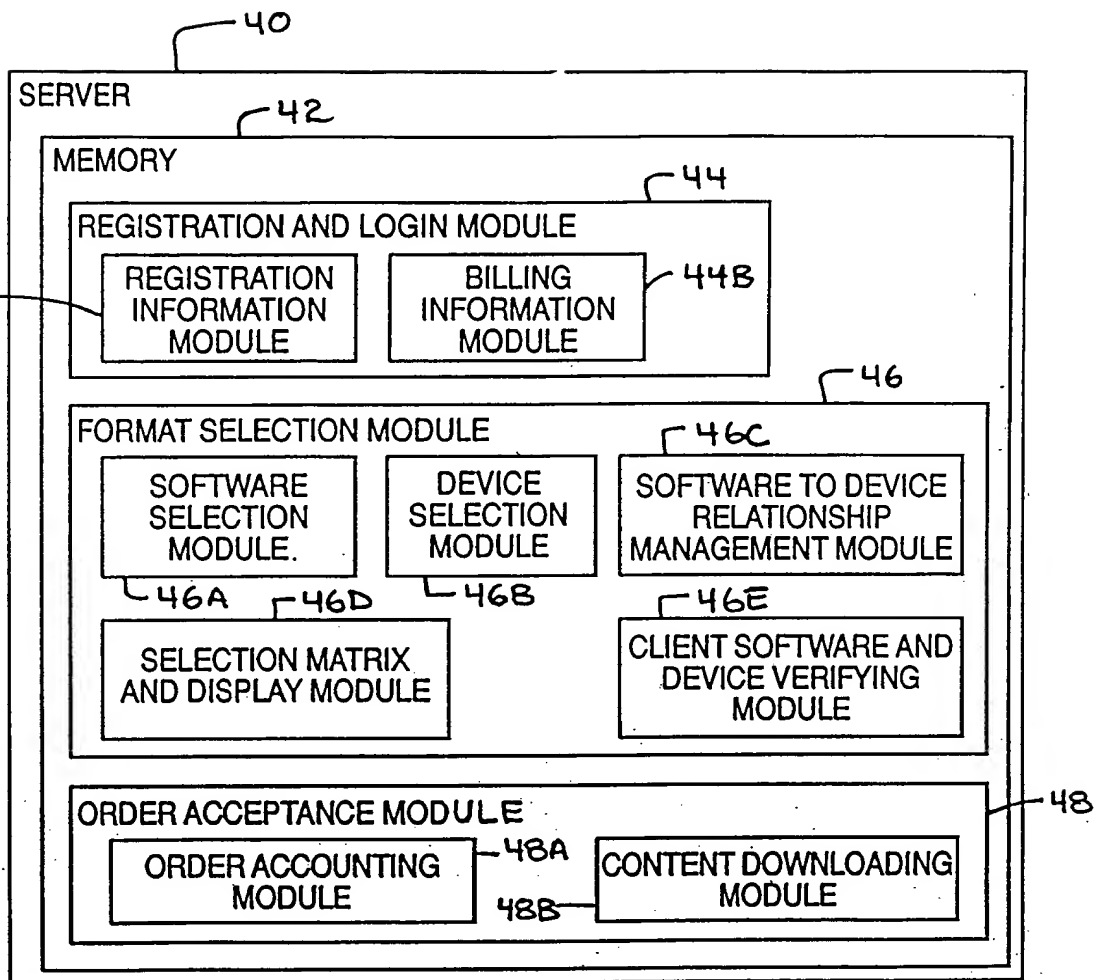 40
SERVER
42
MEMORY
44
REGISTRATION AND LOGIN MODULE
REGISTRATION
INFORMATION
MODULE
BILLING
INFORMATION
MODULE
44B
46
FORMAT SELECTION MODULE
46C
SOFTWARE
SELECTION
MODULE.
DEVICE
SELECTION
MODULE
SOFTWARE TO DEVICE
RELATIONSHIP
MANAGEMENT MODULE
46A
46D
46B
46E
SELECTION MATRIX
AND DISPLAY MODULE
CLIENT SOFTWARE AND
DEVICE VERIFYING
MODULE
ORDER ACCEPTANCE MODULE
48
ORDER ACCOUNTING
MODULE
48A
48B
CONTENT DOWNLOADING
MODULE